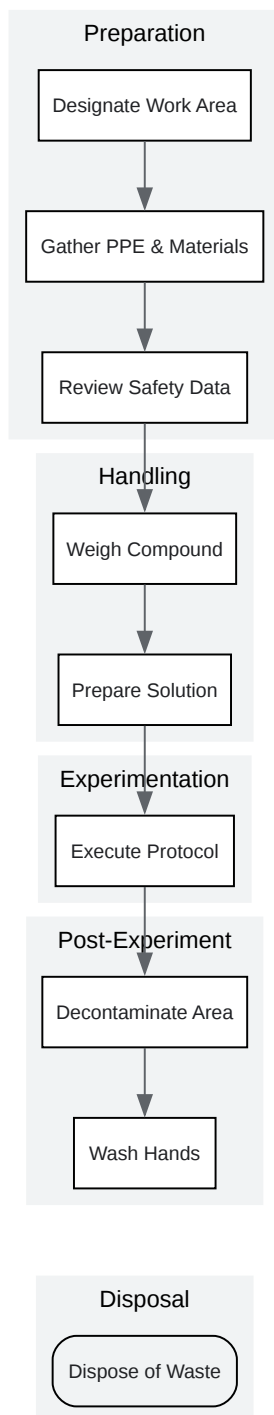 Preparation
Designate Work Area
Gather PPE & Materials
Review Safety Data
Handling
Weigh Compound
Prepare Solution
Experimentation
Execute Protocol
Post-Experiment
Decontaminate Area
Wash Hands
Disposal
Dispose of Waste